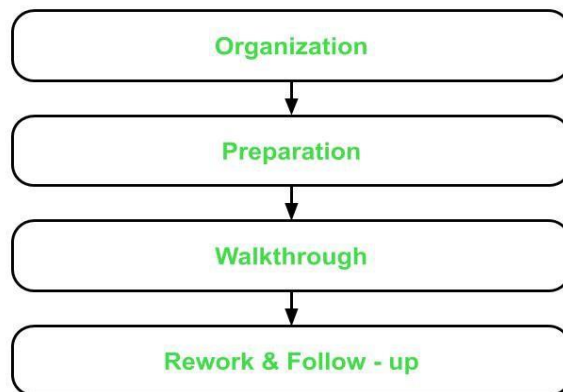 Organization
Preparation
Walkthrough
Rework & Follow - up